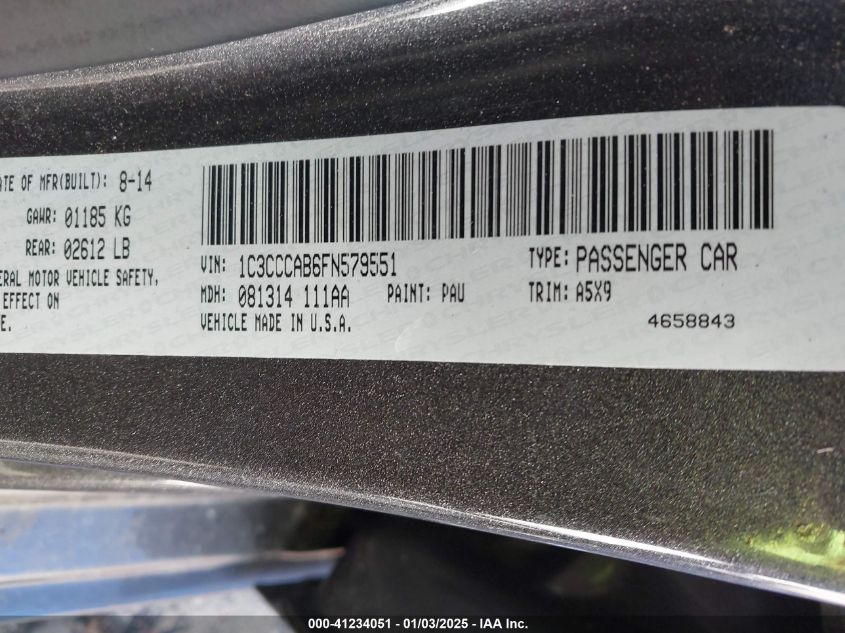 ATE OF MFR(BUILT): 8-14
GAWR: 01185 KG
REAR: 02612 LB
ERAL MOTOR VEHICLE SAFETY,
EFFECT ON
E.
VIN: 1C3CCCAB6FN579551
TYPE: PASSENGER CAR
MDH: 081314 111AA PAINT: PAU TRIM: A5X9
VEHICLE MADE IN U.S.A.
4658843
000-41234051 - 01/03/2025 - IAA Inc.